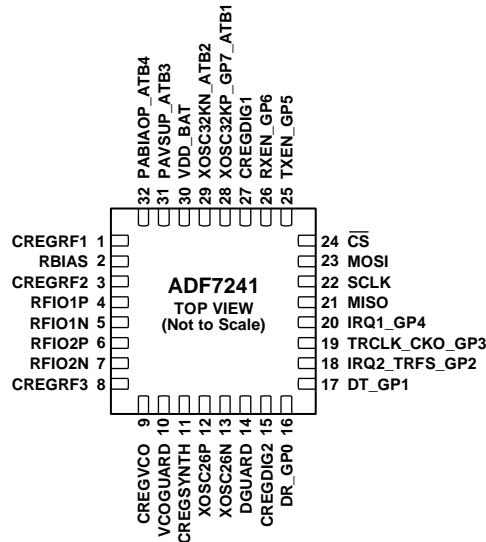 PABIAOP_ATB4
PAVSUP_ATB3
VDD_BAT
XOSC32KN_ATB2
XOSC32KP_GP7_ATB1
CREGDIG1
RXEN_GP6
TXEN_GP5
32
31
30
29
28
27
26
25
CREGRF1 1
RBIAS 2
CREGRF2 3
RFIO1P 4
RFIO1N 5
RFIO2P 6
RFIO2N 7
CREGRF3 8
ADF7241
TOP VIEW
(Not to Scale)
24 CS
23 MOSI
22 SCLK
21 MISO
20 IRQ1_GP4
19 TRCLK_CKO_GP3
18 IRQ2_TRFS_GP2
17 DT_GP1
9
10
11
12
13
14
15
16
CREGVCO
VCOGUARD
CREGSYNTH
XOSC26P
XOSC26N
DGUARD
CREGDIG2
DR_GP0